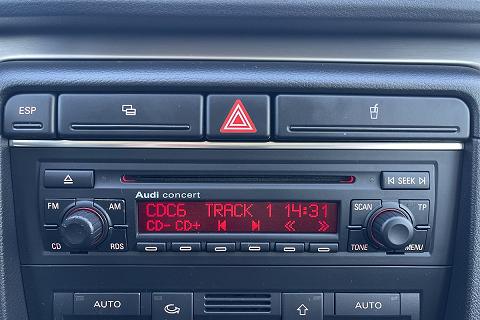 ESP
Audi concert
SEEK
FM AM
CD RDS
CDC6 TRACK 1 14:31
CD- CD+
SCAN TP
TONE MENU
AUTO
AUTO